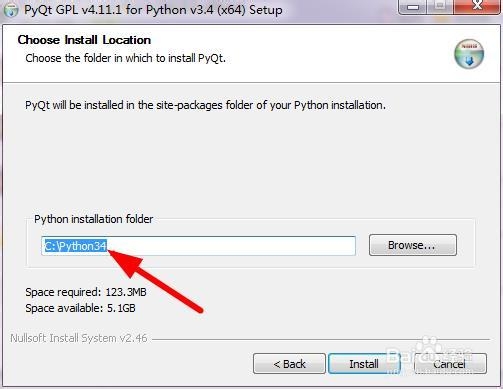 PyQt GPL v4.11.1 for Python v3.4 (x64) Setup
Choose Install Location
Choose the folder in which to install PyQt.
PyQt will be installed in the site-packages folder of your Python installation.
Python installation folder
C:\Python34
Browse...
Space required: 123.3MB
Space available: 5.1GB
Nullsoft Install System v2.46
< Back
Install
Cancel